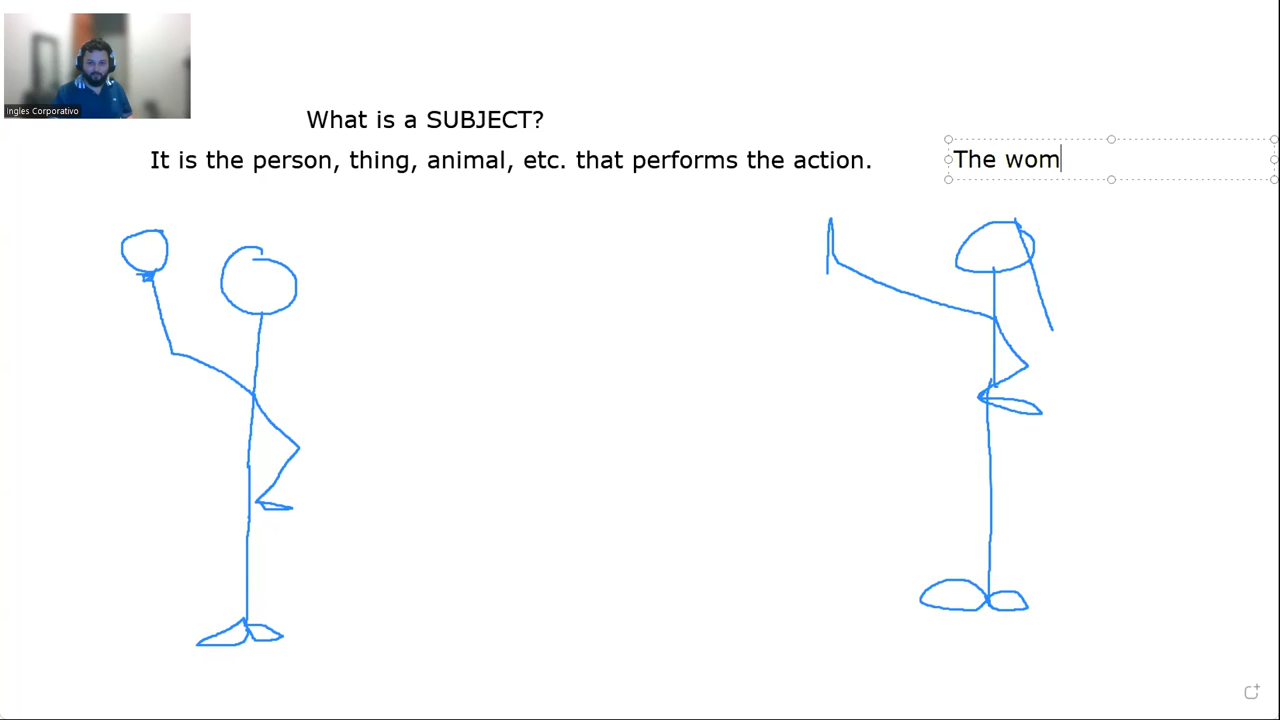 Ingles Corporativo
What is a SUBJECT?
It is the person, thing, animal, etc. that performs the action.
The wom